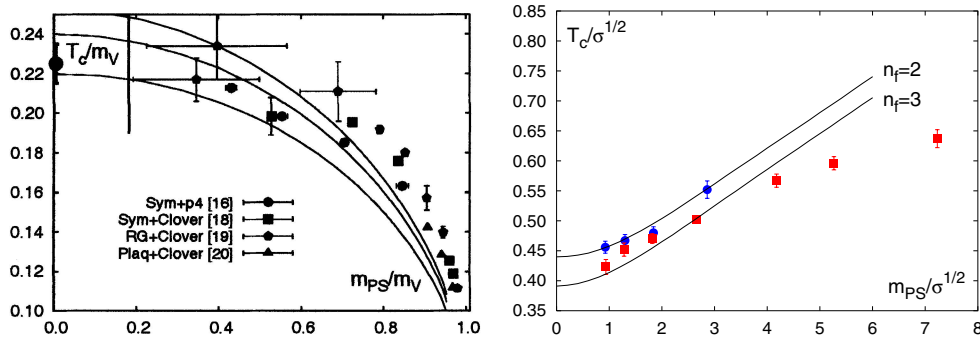 0.24
0.22
0.20
0.18
0.16
0.14
0.12
0.10
T_c/m_V
Sym+p4 [16]
Sym+Clover [18]
RG+Clover [19]
Plaq+Clover [20]
m_PS/m_V
0.0 0.2 0.4 0.6 0.8 1.0
0.85
0.80
0.75
0.70
0.65
0.60
0.55
0.50
0.45
0.40
0.35
0.30
T_c/σ^1/2
n_f=2
n_f=3
m_PS/σ^1/2
0 1 2 3 4 5 6 7 8